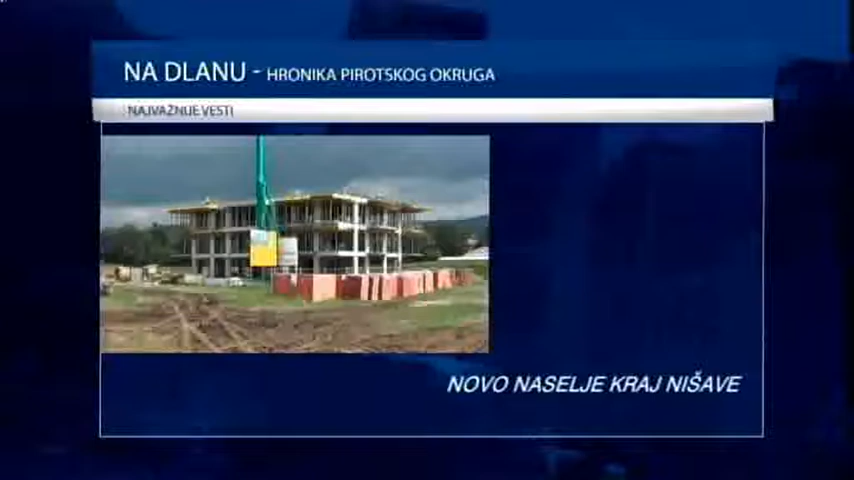 NA DLANU - HRONIKA PIROTSKOG OKRUGA
NAJVAŽNIJE VESTI
NOVO NASELJE KRAJ NIŠAVE